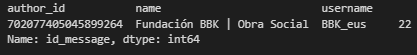 author_id           name                          username
702077405045899264  Fundación BBK | Obra Social  BBK_eus     22
Name: id_message, dtype: int64